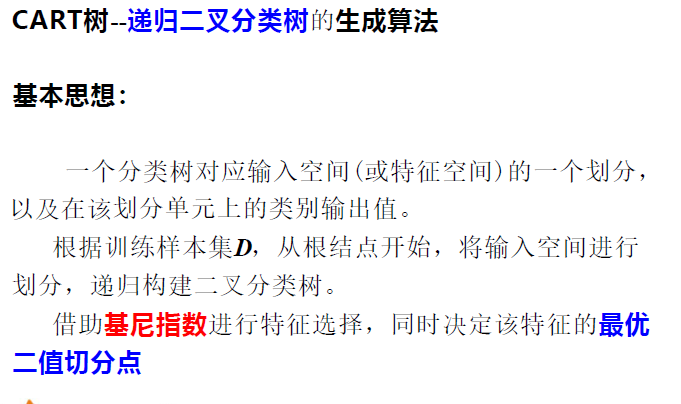 CART树--递归二叉分类树的生成算法
基本思想：
一个分类树对应输入空间(或特征空间)的一个划分，
以及在该划分单元上的类别输出值。
根据训练样本集D，从根结点开始，将输入空间进行
划分，递归构建二叉分类树。
借助基尼指数进行特征选择，同时决定该特征的最优
二值切分点